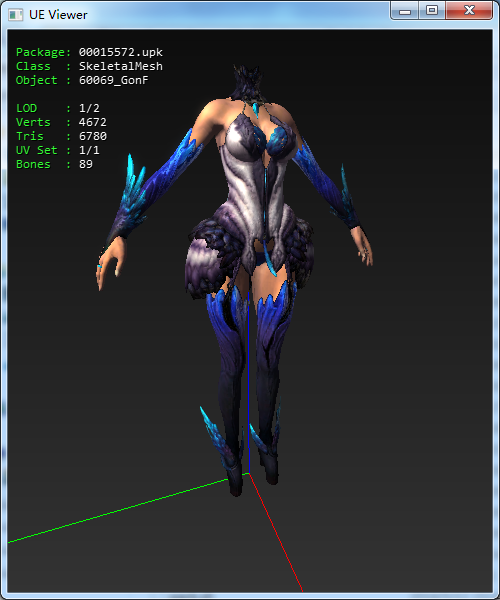 UE Viewer
Package: 00015572.upk
Class : SkeletalMesh
Object : 60069_GonF
LOD : 1/2
Verts : 4672
Tris : 6780
UV Set : 1/1
Bones : 89